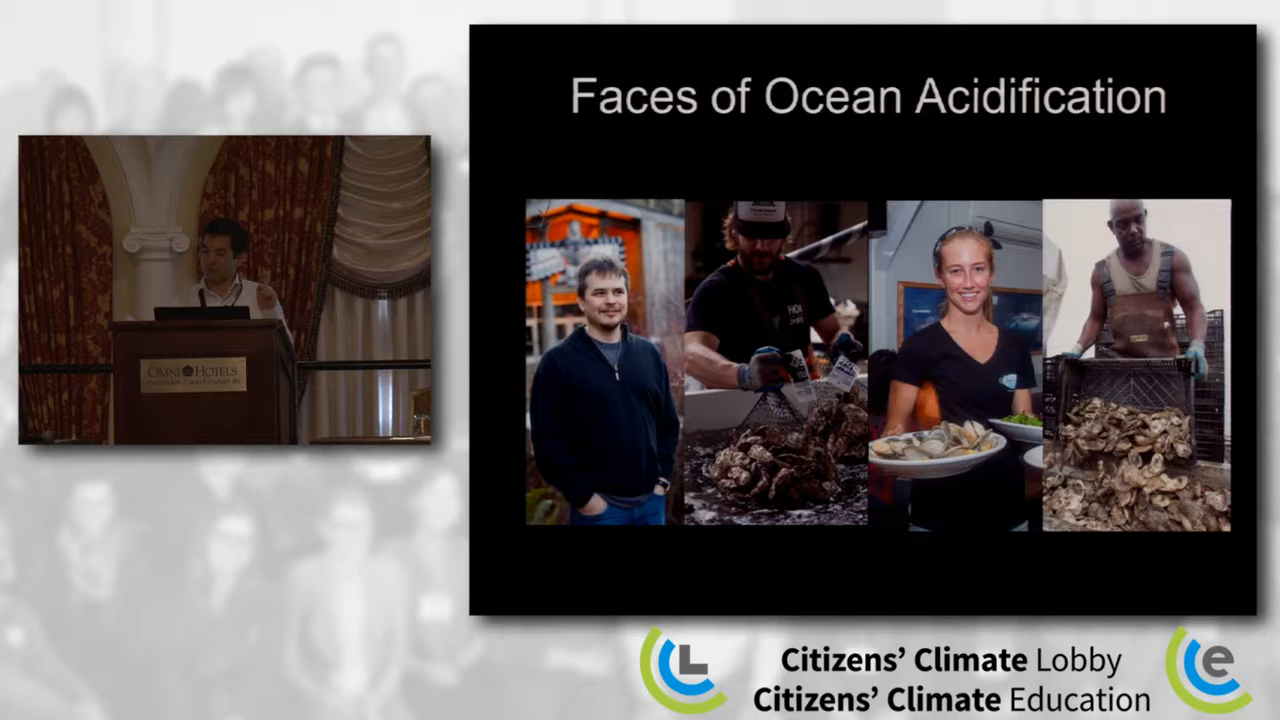 Faces of Ocean Acidification
OMNI HOTELS
L
Citizens’ Climate Lobby
e
Citizens’ Climate Education